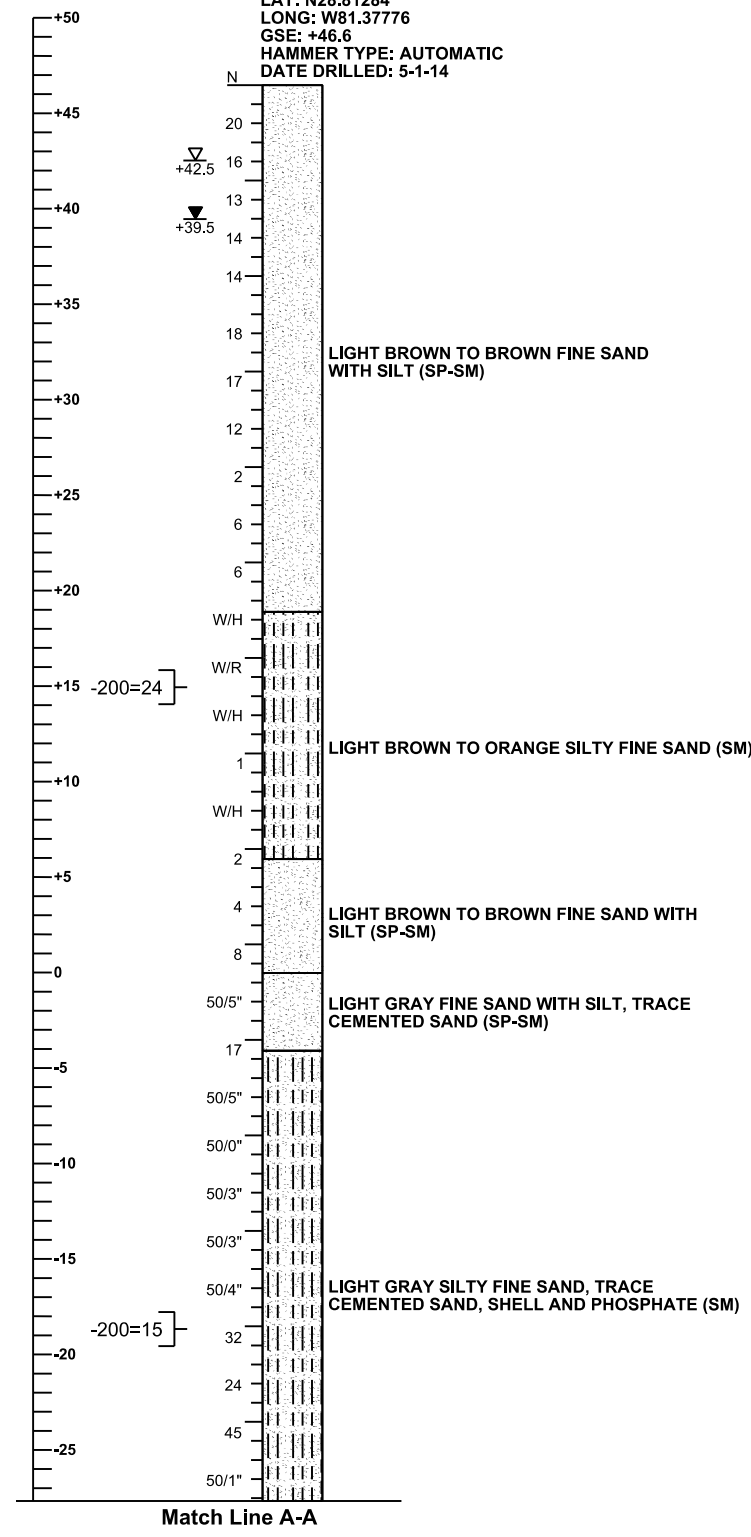 LAT: N28.81284
LONG: W81.37776
GSE: +46.6
HAMMER TYPE: AUTOMATIC
DATE DRILLED: 5-1-14
+50
N
+45
20
16
+42.5
13
+40
+39.5
14
14
+35
18
LIGHT BROWN TO BROWN FINE SAND
WITH SILT (SP-SM)
17
+30
12
2
+25
6
6
+20
W/H
W/R
+15
-200=24
W/H
LIGHT BROWN TO ORANGE SILTY FINE SAND (SM)
1
+10
W/H
2
+5
4
LIGHT BROWN TO BROWN FINE SAND WITH
SILT (SP-SM)
8
0
50/5"
LIGHT GRAY FINE SAND WITH SILT, TRACE
CEMENTED SAND (SP-SM)
17
-5
50/5"
50/0"
-10
50/3"
50/3"
-15
50/4"
LIGHT GRAY SILTY FINE SAND, TRACE
CEMENTED SAND, SHELL AND PHOSPHATE (SM)
-200=15
32
-20
24
45
-25
50/1"
Match Line A-A